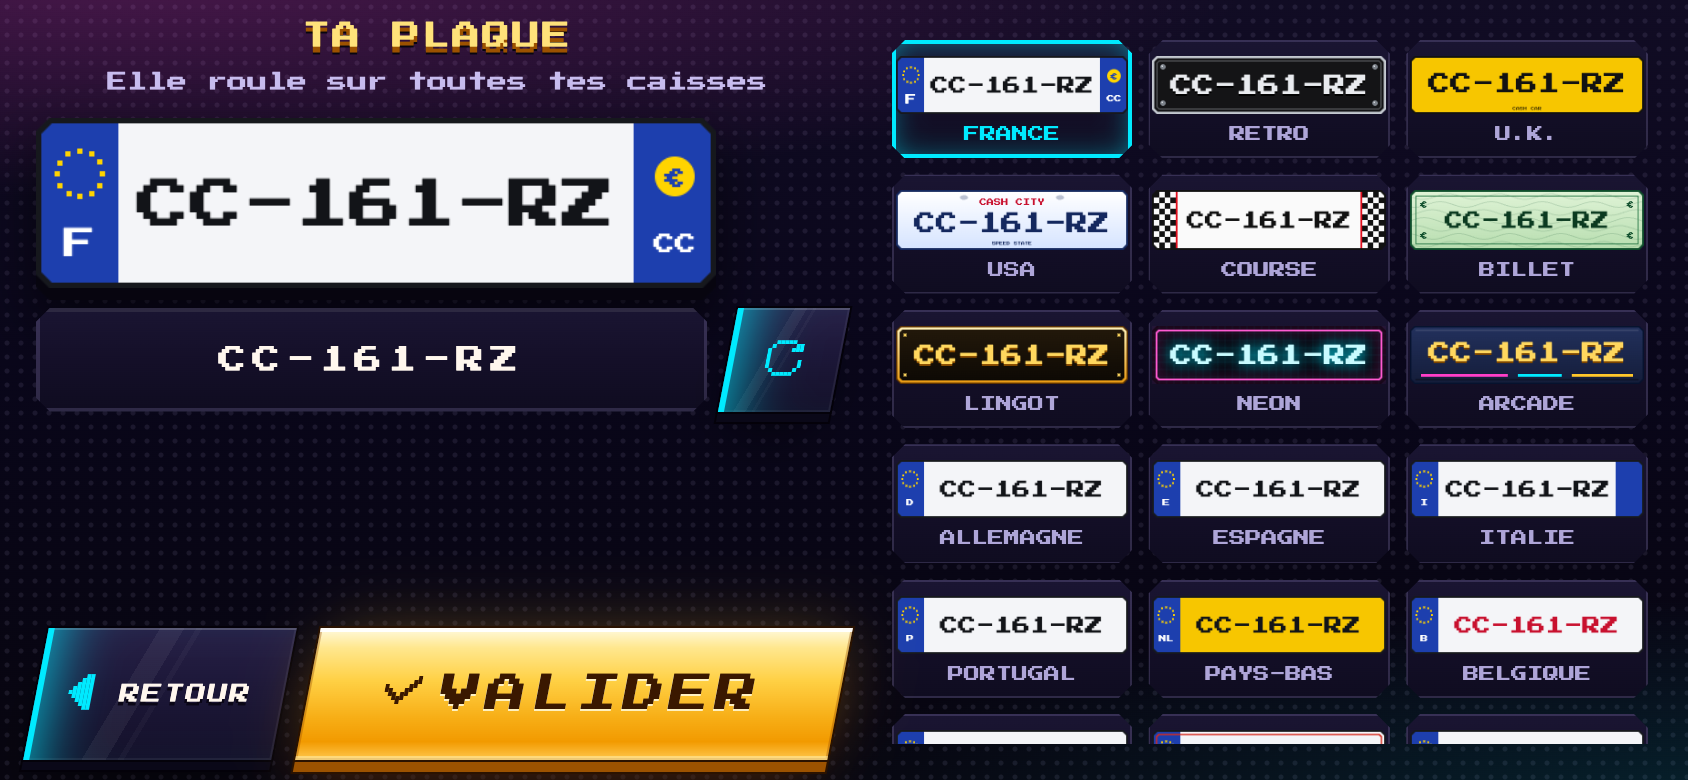 TA PLAQUE
Elle roule sur toutes tes caisses
F CC-161-RZ € CC
CC-161-RZ
RETOUR
VALIDER
F CC-161-RZ € CC
FRANCE
CC-161-RZ
RETRO
CC-161-RZ
CASH CAR
U.K.
CASH CITY
CC-161-RZ
SPEED STATE
USA
CC-161-RZ
COURSE
€ €
CC-161-RZ
€ €
BILLET
CC-161-RZ
LINGOT
CC-161-RZ
NEON
CC-161-RZ
ARCADE
D CC-161-RZ
ALLEMAGNE
E CC-161-RZ
ESPAGNE
I CC-161-RZ
ITALIE
P CC-161-RZ
PORTUGAL
NL CC-161-RZ
PAYS-BAS
B CC-161-RZ
BELGIQUE